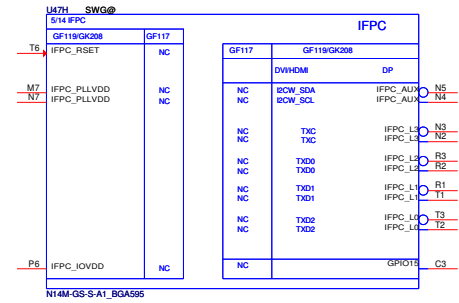 U47H SWG@
5/14 IFPC
IFPC
GF119/GK208 GF117
GF117 GF119/GK208
T6 IFPC_RSET NC
DVI/HDMI DP
M7 IFPC_PLLVDD NC
N7 IFPC_PLLVDD NC
NC I2CW_SDA IFPC_AUX N5
NC I2CW_SCL IFPC_AUX N4
NC TXC IFPC_L3 N3
NC TXC IFPC_L3 N2
NC TXD0 IFPC_L2 R3
NC TXD0 IFPC_L2 R2
NC TXD1 IFPC_L1 R1
NC TXD1 IFPC_L1 T1
NC TXD2 IFPC_L0 T3
NC TXD2 IFPC_L0 T2
P6 IFPC_IOVDD NC
NC GPIO15 C3
N14M-GS-S-A1_BGA595